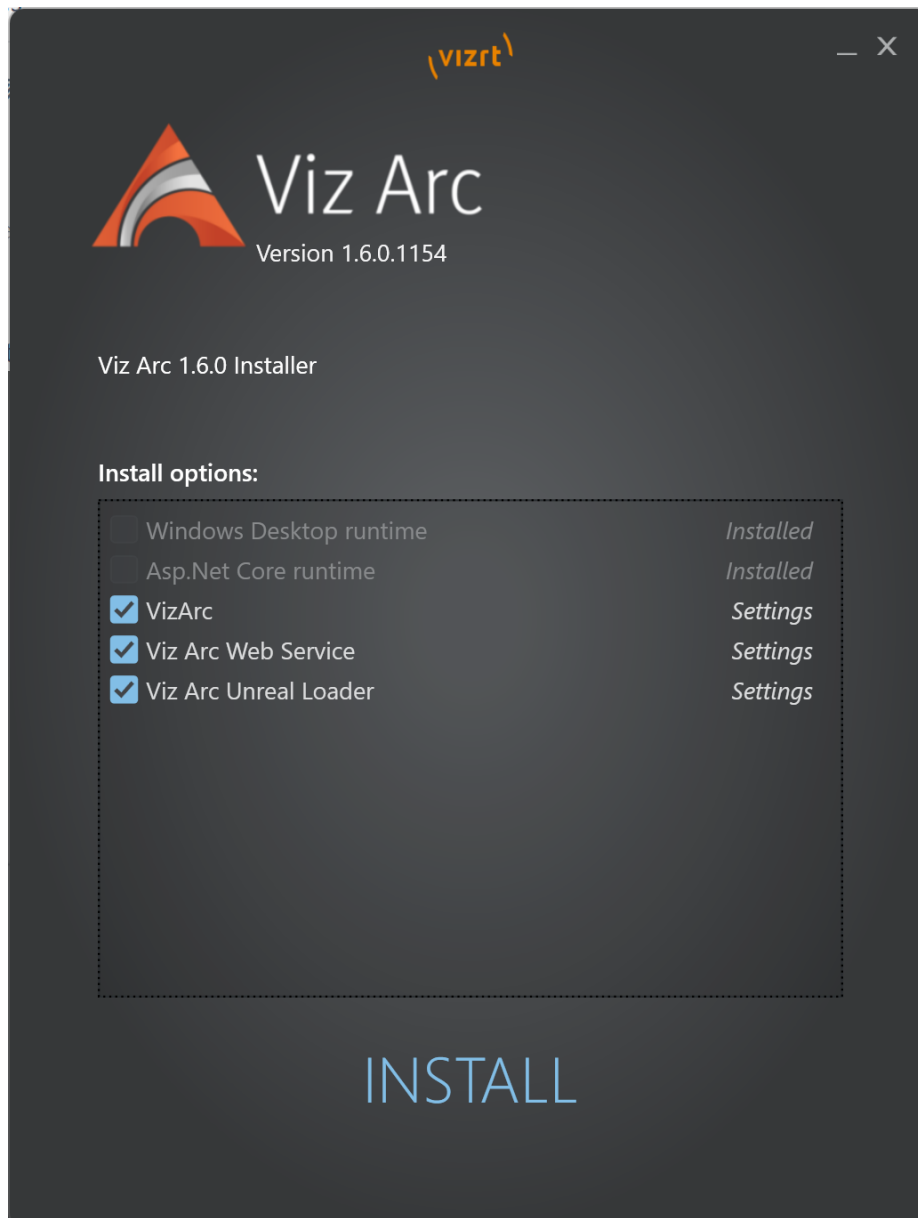 vizrt
Viz Arc
Version 1.6.0.1154
Viz Arc 1.6.0 Installer
Install options:
Windows Desktop runtime Installed
Asp.Net Core runtime Installed
VizArc Settings
Viz Arc Web Service Settings
Viz Arc Unreal Loader Settings
INSTALL